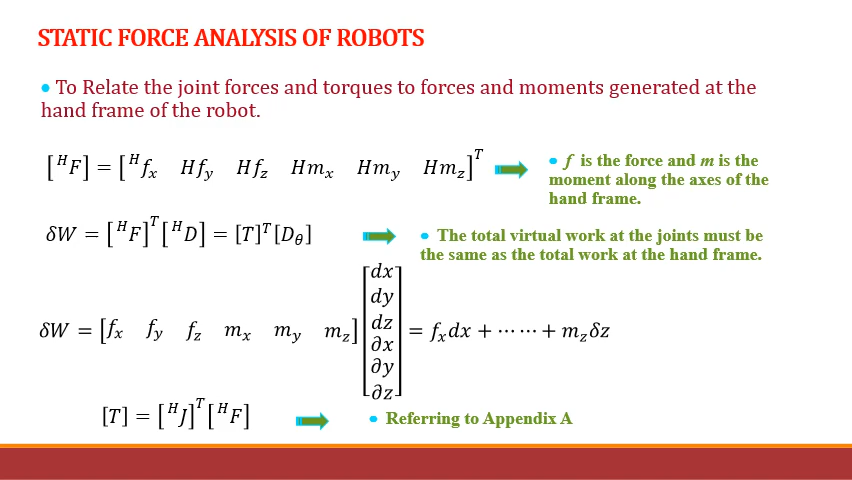 STATIC FORCE ANALYSIS OF ROBOTS
• To Relate the joint forces and torques to forces and moments generated at the
hand frame of the robot.
[ᴴF] = [ᴴf_x Hf_y Hf_z Hm_x Hm_y Hm_z]ᵀ
• f is the force and m is the
moment along the axes of the
hand frame.
δW = [ᴴF]ᵀ[ᴴD] = [T]ᵀ[D_θ]
• The total virtual work at the joints must be
the same as the total work at the hand frame.
δW = [f_x f_y f_z m_x m_y m_z] [dx dy dz ∂x ∂y ∂z] = f_x dx + ⋯ ⋯ + m_z δz
[T] = [ᴴJ]ᵀ[ᴴF]
• Referring to Appendix A